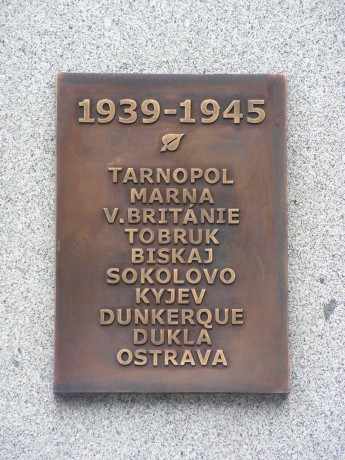 1939-1945
TARNOPOL
MARNA
V.BRITÁNIE
TOBRUK
BISKAJ
SOKOLOVO
KYJEV
DUNKERQUE
DUKLA
OSTRAVA